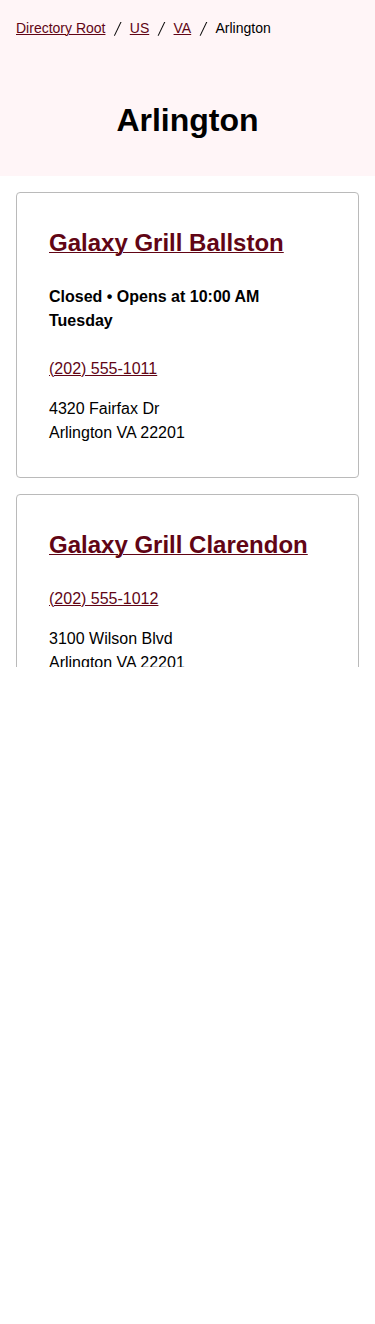 Directory Root / US / VA / Arlington
Arlington
Galaxy Grill Ballston
Closed • Opens at 10:00 AM
Tuesday
(202) 555-1011
4320 Fairfax Dr
Arlington VA 22201
Galaxy Grill Clarendon
(202) 555-1012
3100 Wilson Blvd
Arlington VA 22201